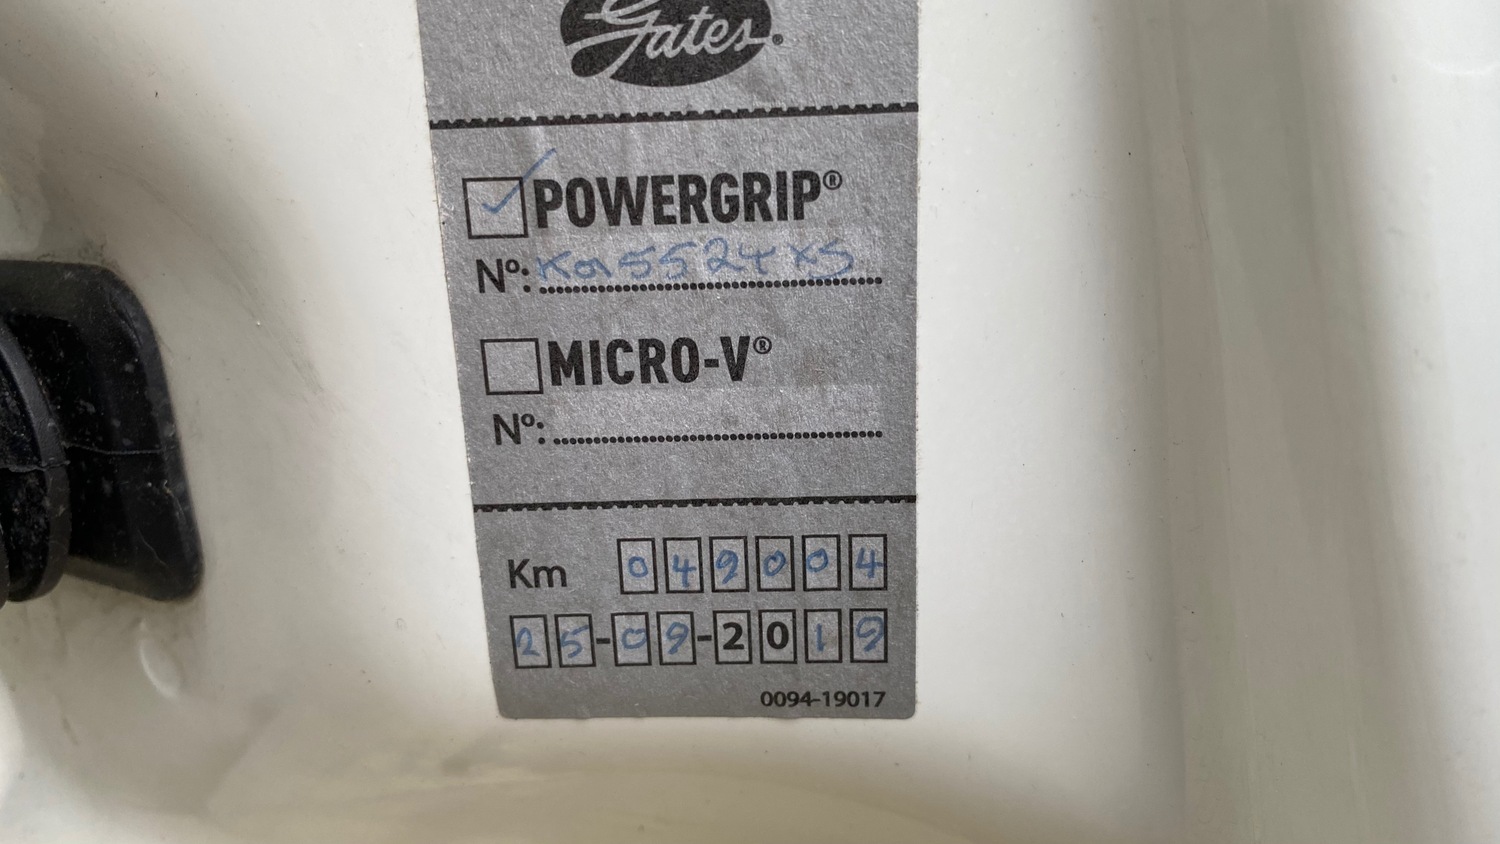 Gates®
✓ POWERGRIP®
Nº: K015524XS
MICRO-V®
Nº:
Km 049004
25-09-2019
0094-19017